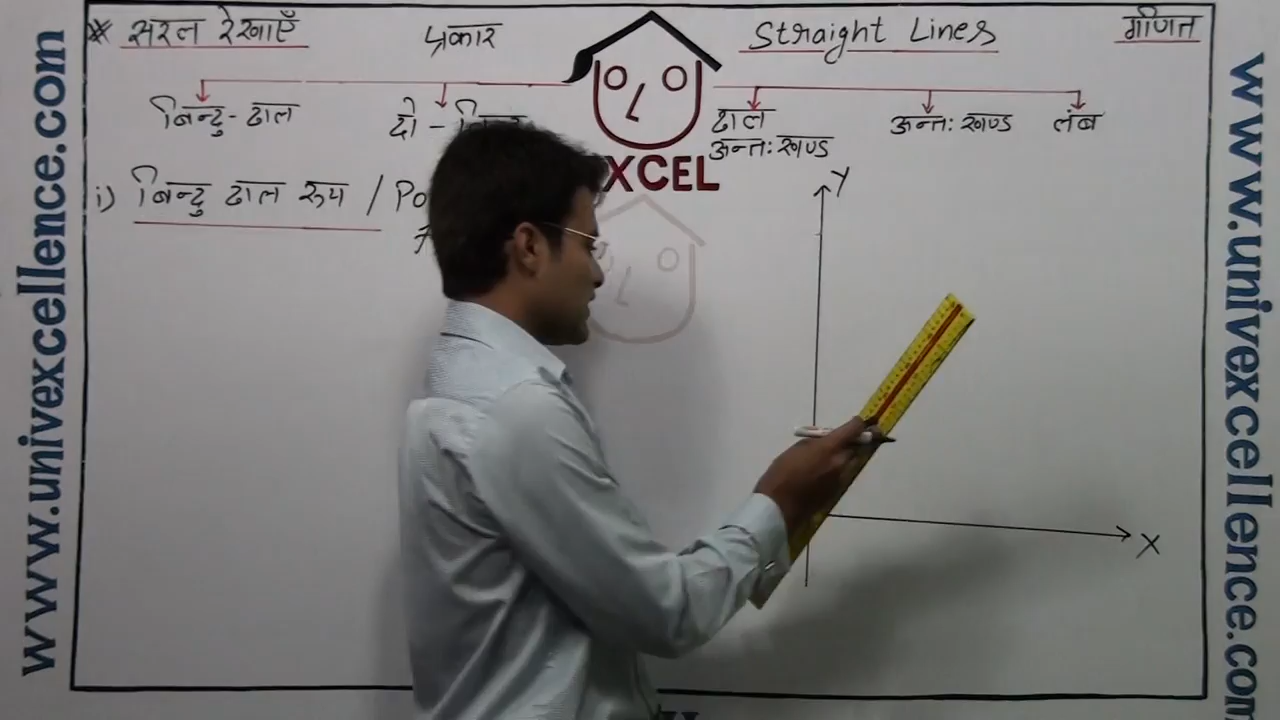 * सरल रेखाएँ प्रकार Straight Lines गणित
बिन्दु-ढाल दो - ढाल अन्तः खण्ड लंब
अन्तः खण्ड
XCEL
i) बिन्दु ढाल रूप / Po
Y
X
www.univexcellence.com
www.univexcellence.com